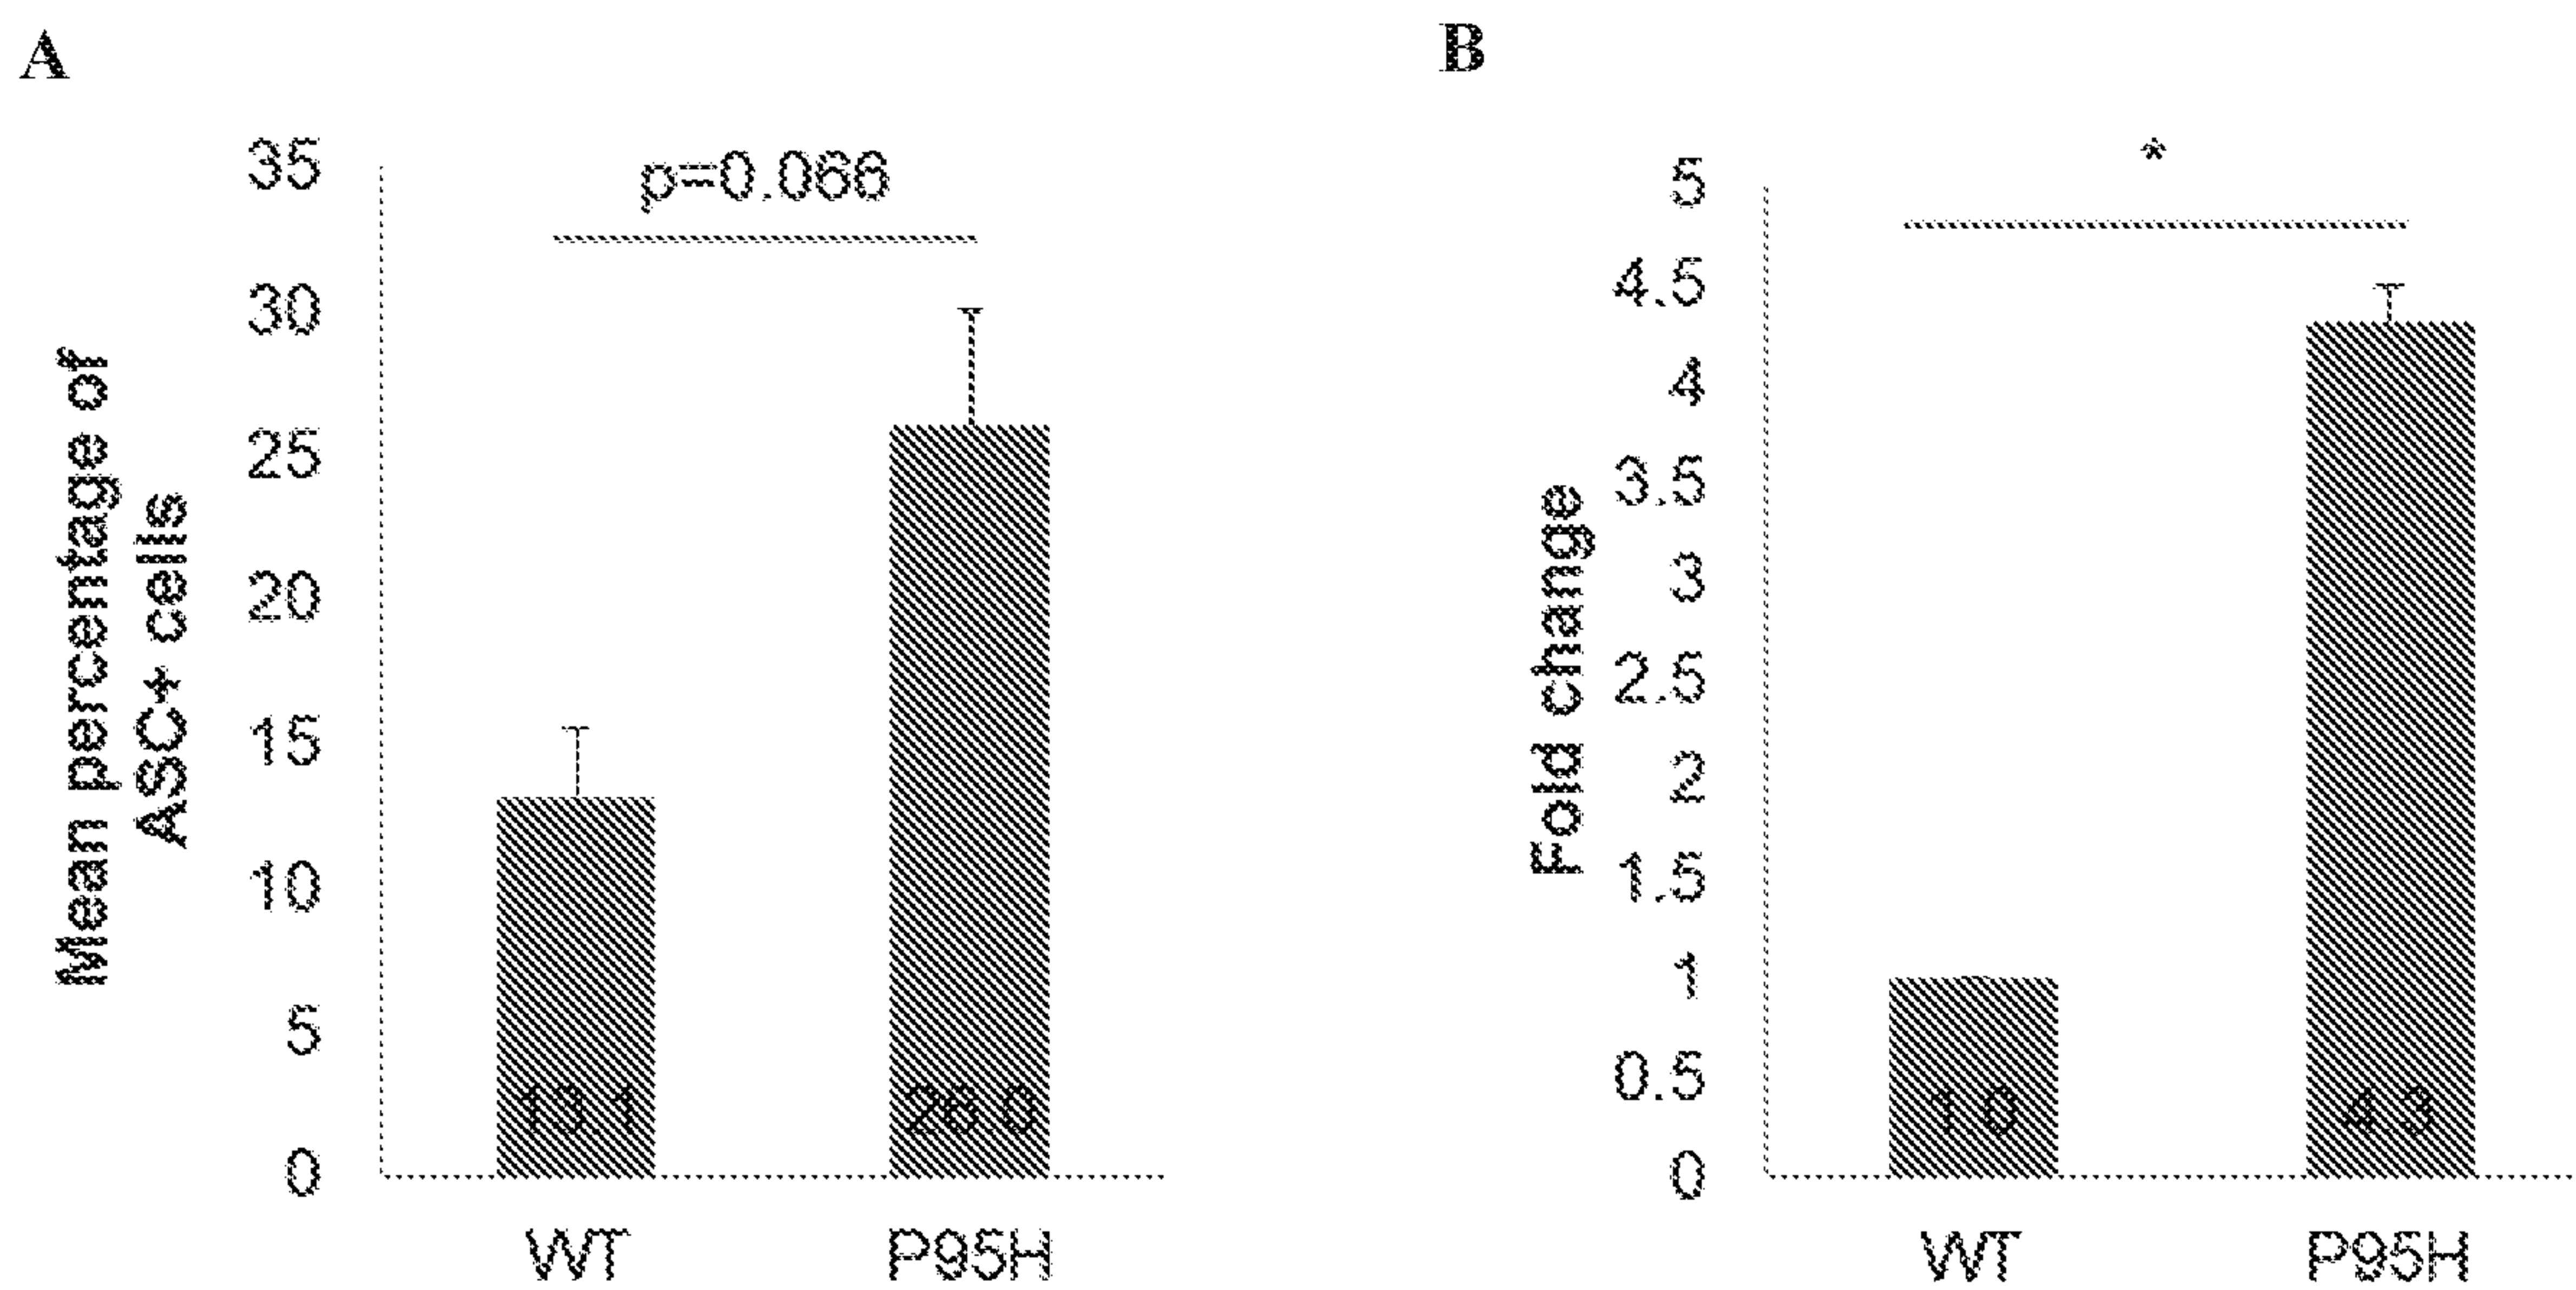 A
35
30
25
20
15
10
5
0
Mean percentage of
ASC+ cells
p=0.066
13.1
26.0
WT
P95H
B
5
4.5
4
3.5
3
2.5
2
1.5
1
0.5
0
Fold change
*
1.0
4.3
WT
P95H